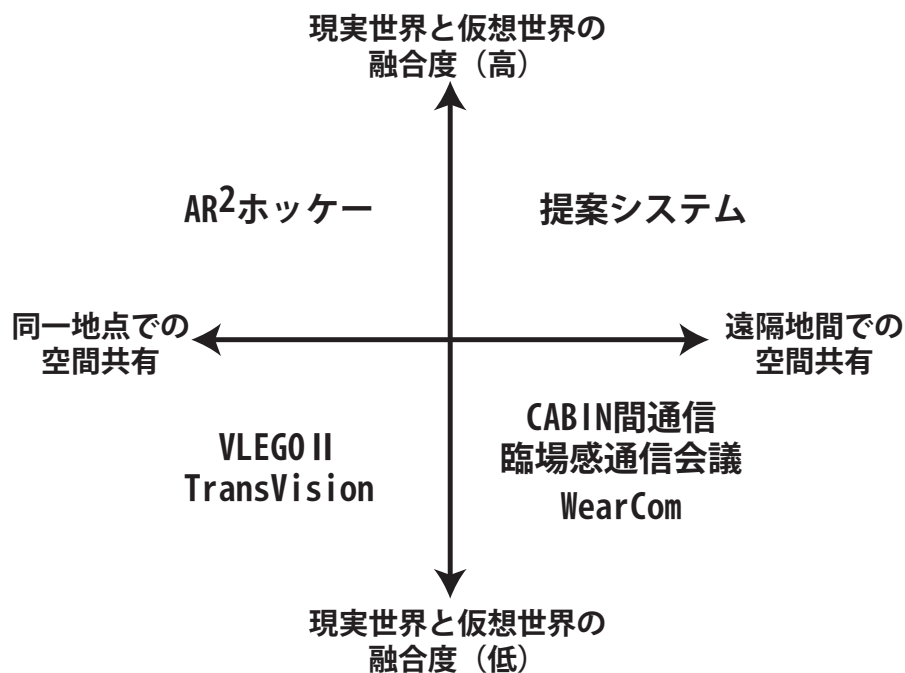 現実世界と仮想世界の
融合度（高）
AR²ホッケー
提案システム
同一地点での
空間共有
遠隔地間での
空間共有
VLEGOⅡ
TransVision
CABIN間通信
臨場感通信会議
WearCom
現実世界と仮想世界の
融合度（低）